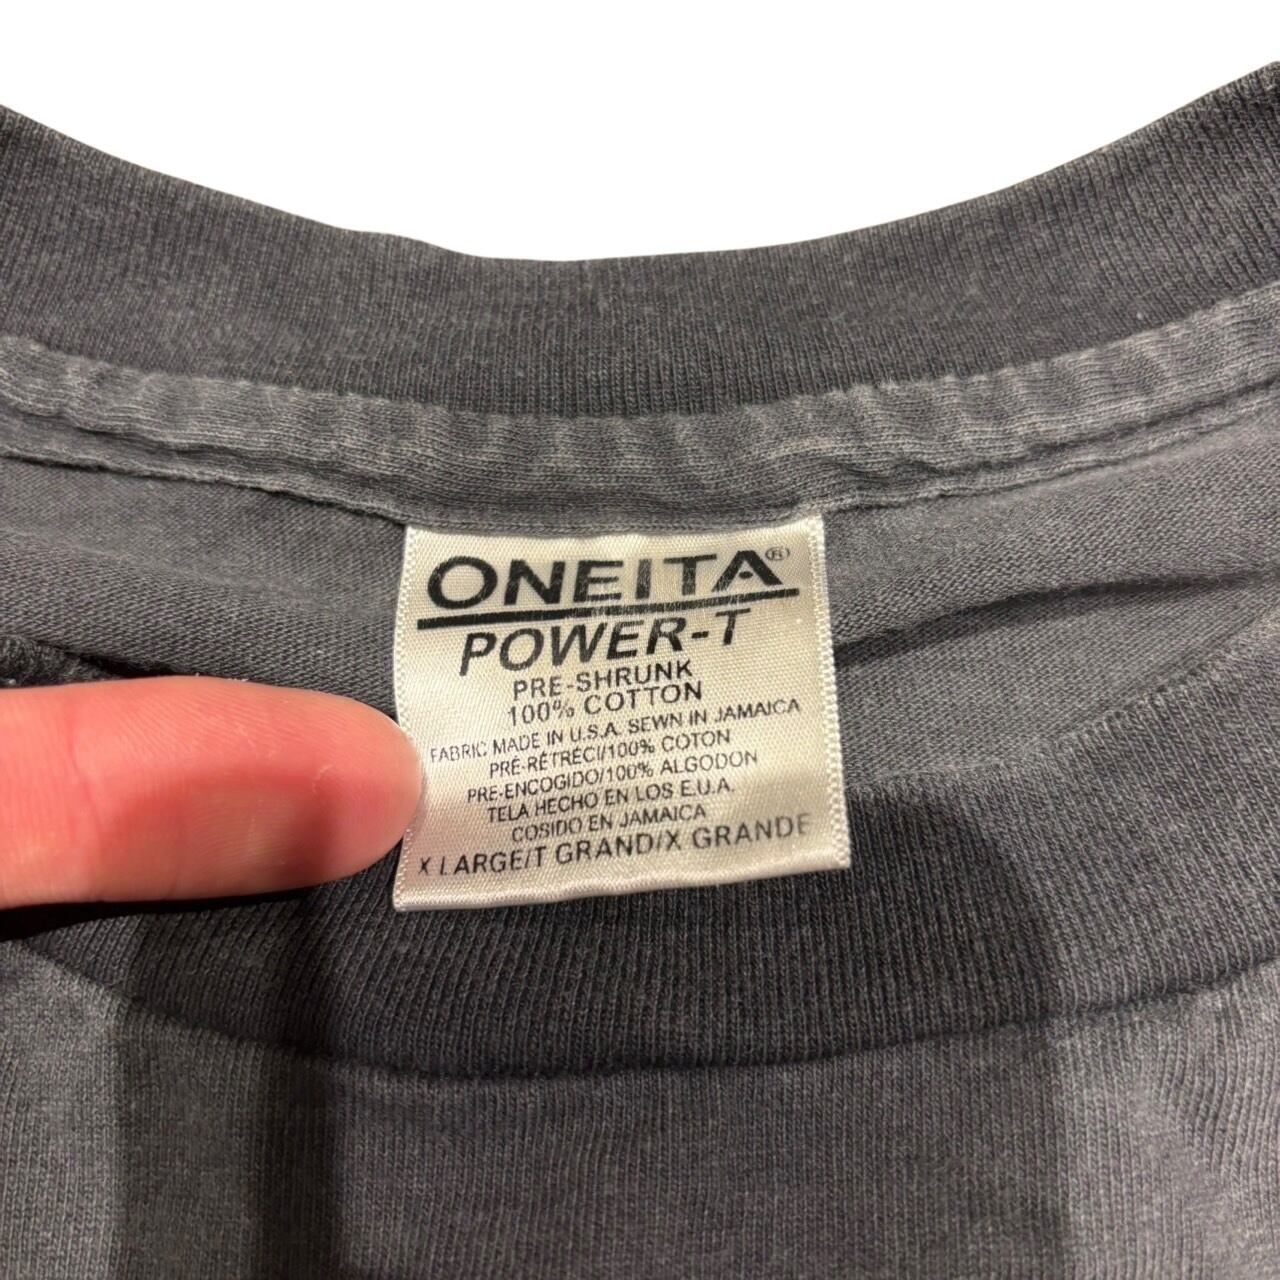 ONEITA®
POWER-T
PRE-SHRUNK
100% COTTON
FABRIC MADE IN U.S.A. SEWN IN JAMAICA
PRÉ-RÉTRÉCI/100% COTON
PRE-ENCOGIDO/100% ALGODON
TELA HECHO EN LOS E.U.A.
COSIDO EN JAMAICA
X LARGE/T GRAND/X GRANDE